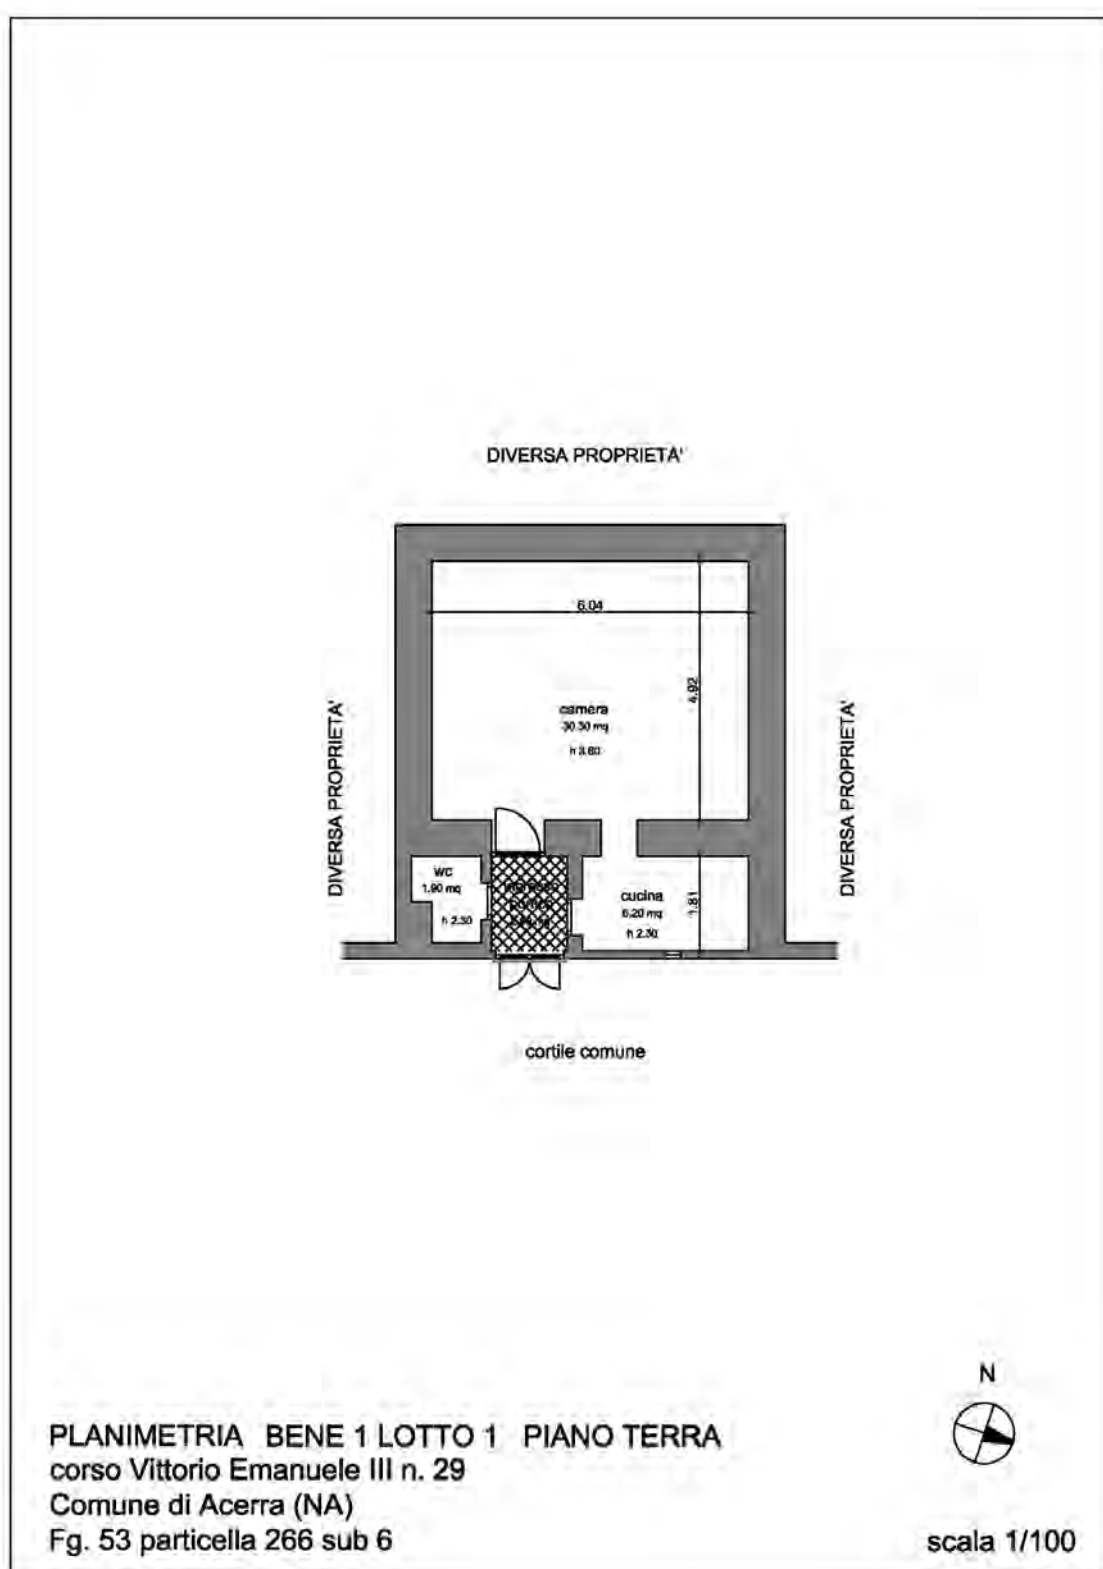 DIVERSA PROPRIETA'
6.04
4.92
camera
30.30 mq
h 3.60
DIVERSA PROPRIETA'
DIVERSA PROPRIETA'
WC
1.90 mq
h 2.30
cucina
6.20 mq
h 2.30
1.81
cortile comune
N
PLANIMETRIA BENE 1 LOTTO 1 PIANO TERRA
corso Vittorio Emanuele III n. 29
Comune di Acerra (NA)
Fg. 53 particella 266 sub 6
scala 1/100